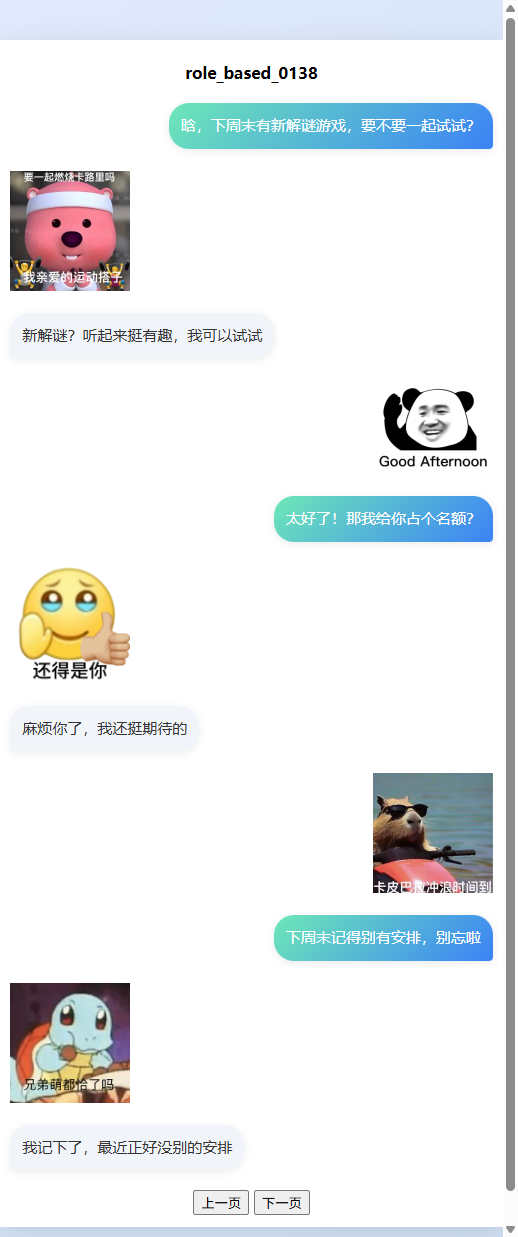 role_based_0138
晗，下周末有新解谜游戏，要不要一起试试？
要一起燃烧卡路里吗
我亲爱的运动搭子
新解谜？听起来挺有趣，我可以试试
Good Afternoon
太好了！那我给你占个名额？
还得是你
麻烦你了，我还挺期待的
卡皮巴拉冲浪时间到
下周末记得别有安排，别忘啦
兄弟萌都恰了吗
我记下了，最近正好没别的安排
上一页 下一页